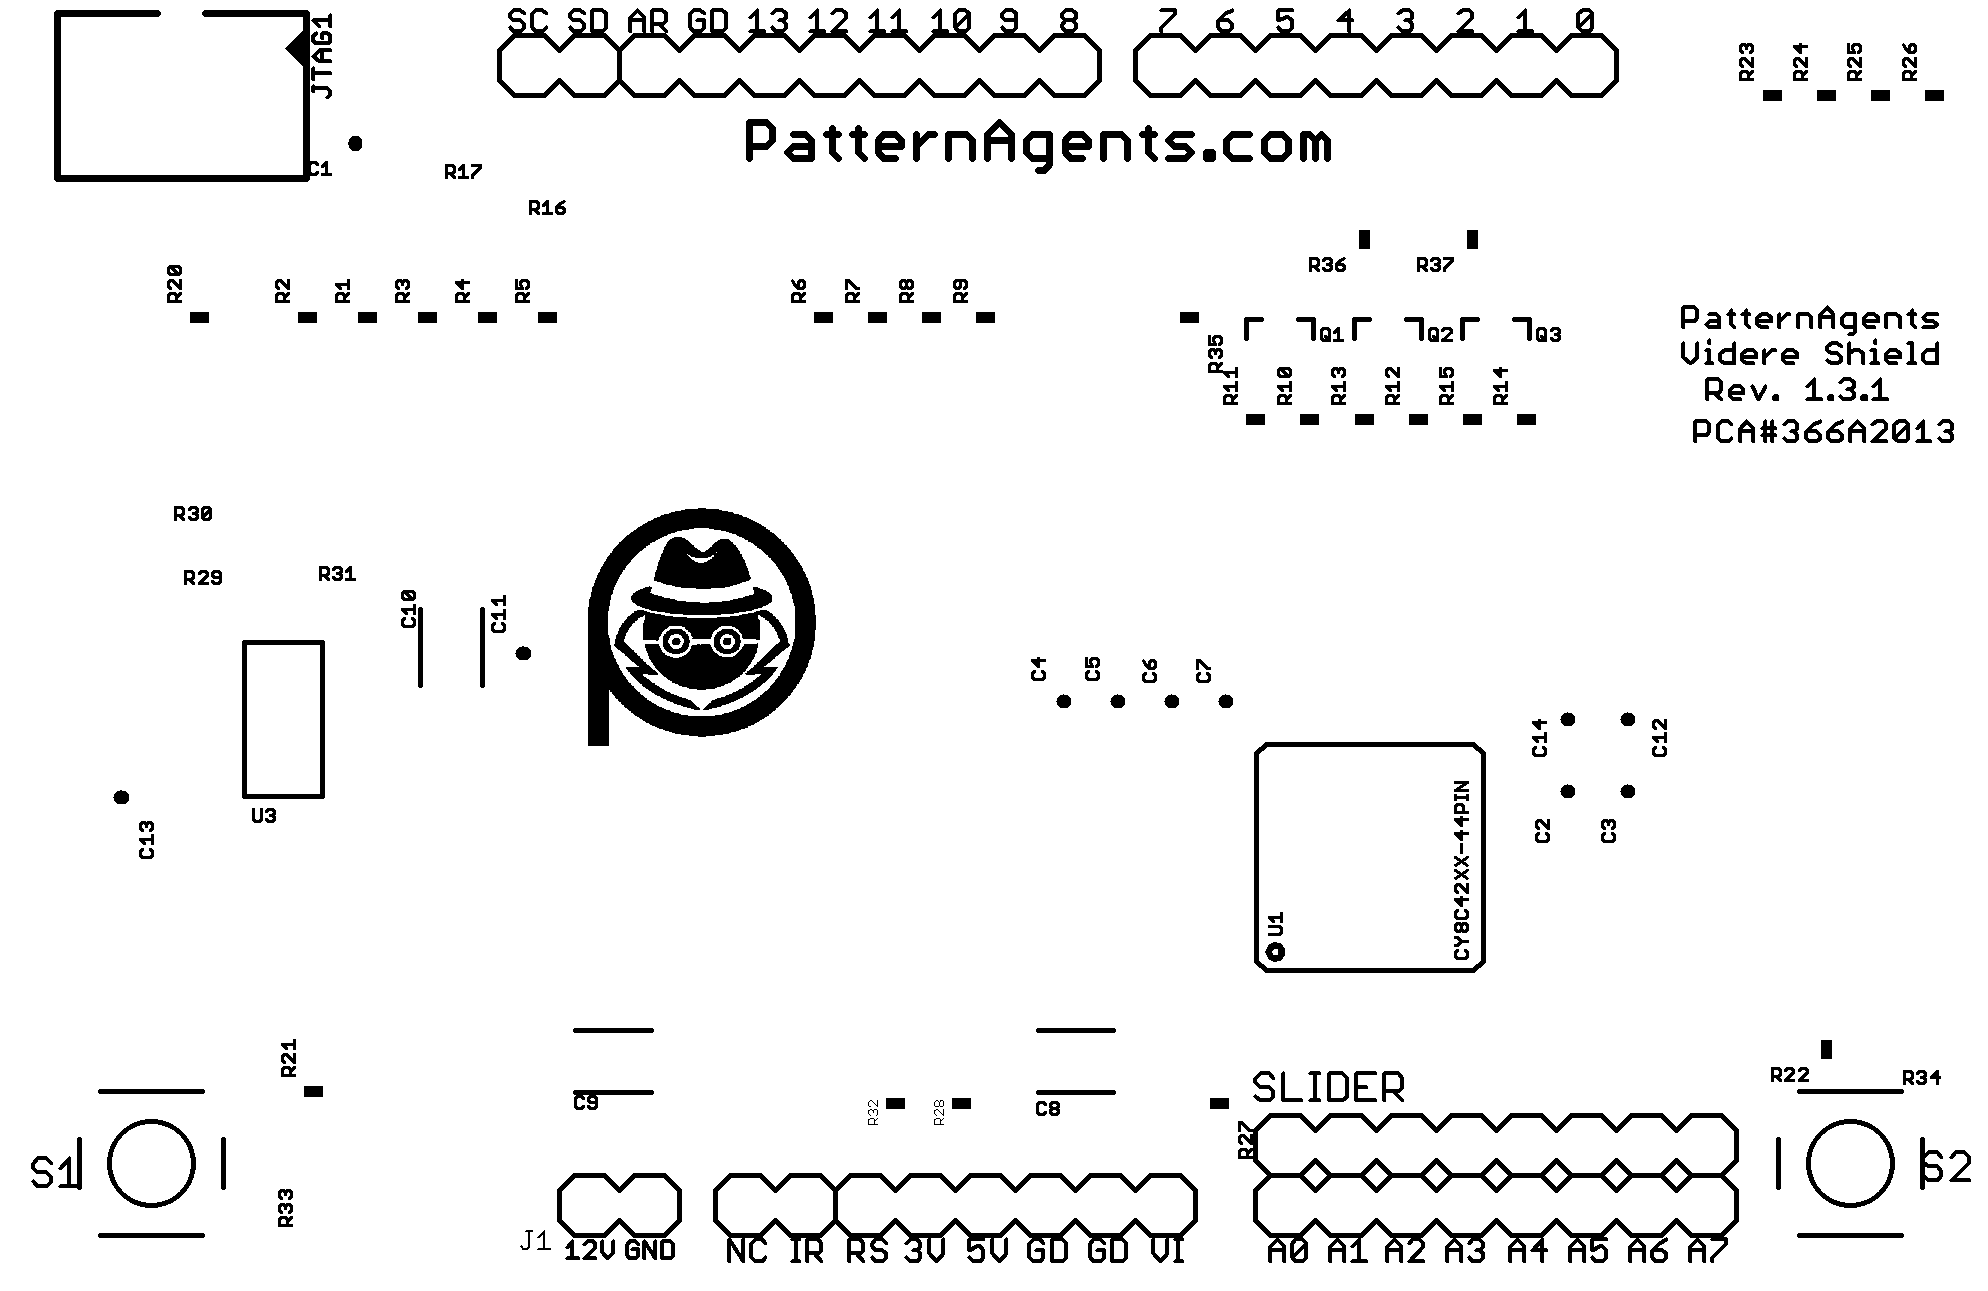 SC SD AR GD 13 12 11 10 9 8 7 6 5 4 3 2 1 0
JTAG1
R23 R24 R25 R26
PatternAgents.com
C1
R17
R16
R36 R37
R20 R2 R1 R3 R4 R5 R6 R7 R8 R9
R35
Q1 Q2 Q3
R11 R10 R13 R12 R15 R14
PatternAgents
Videre Shield
Rev. 1.3.1
PCA#366A2013
R30
R29 R31
C10 C11
C4 C5 C6 C7
C14 C12
U3
C13
C2 C3
CY8C42XX-44PIN
U1
R21
R22 R34
SLIDER
C9 R32 R28 C8
R27
S1 S2
R33
J1 12V GND NC IR RS 3V 5V GD GD VI A0 A1 A2 A3 A4 A5 A6 A7